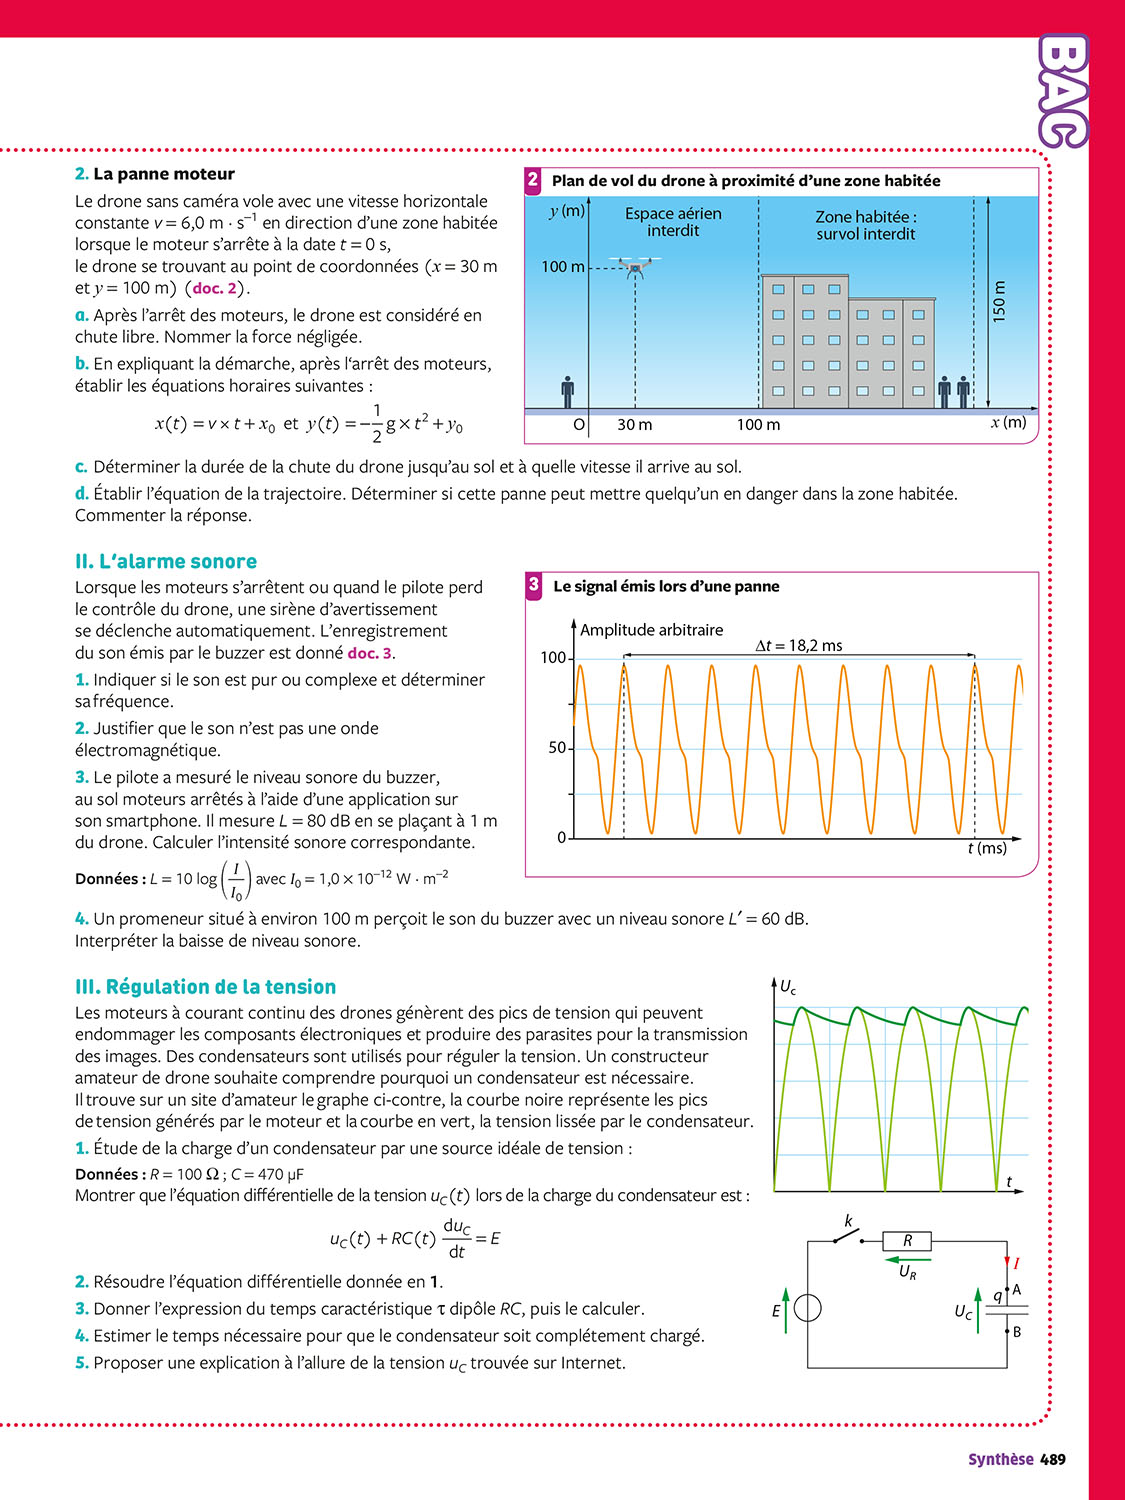 BAC
2. La panne moteur
Le drone sans caméra vole avec une vitesse horizontale
constante v = 6,0 m · s⁻¹ en direction d’une zone habitée
lorsque le moteur s’arrête à la date t = 0 s,
le drone se trouvant au point de coordonnées (x = 30 m
et y = 100 m) (doc. 2).
a. Après l’arrêt des moteurs, le drone est considéré en
chute libre. Nommer la force négligée.
b. En expliquant la démarche, après l‘arrêt des moteurs,
établir les équations horaires suivantes :
x(t) = v × t + x₀ et y(t) = −1/2 g × t² + y₀
2 Plan de vol du drone à proximité d’une zone habitée
y (m)
Espace aérien
interdit
Zone habitée :
survol interdit
100 m
150 m
O
30 m
100 m
x (m)
c. Déterminer la durée de la chute du drone jusqu’au sol et à quelle vitesse il arrive au sol.
d. Établir l’équation de la trajectoire. Déterminer si cette panne peut mettre quelqu’un en danger dans la zone habitée.
Commenter la réponse.
II. L‘alarme sonore
Lorsque les moteurs s’arrêtent ou quand le pilote perd
le contrôle du drone, une sirène d’avertissement
se déclenche automatiquement. L’enregistrement
du son émis par le buzzer est donné doc. 3.
1. Indiquer si le son est pur ou complexe et déterminer
sa fréquence.
2. Justifier que le son n’est pas une onde
électromagnétique.
3. Le pilote a mesuré le niveau sonore du buzzer,
au sol moteurs arrêtés à l’aide d’une application sur
son smartphone. Il mesure L = 80 dB en se plaçant à 1 m
du drone. Calculer l’intensité sonore correspondante.
Données : L = 10 log (I/I₀) avec I₀ = 1,0 × 10⁻¹² W · m⁻²
3 Le signal émis lors d’une panne
Amplitude arbitraire
Δt = 18,2 ms
100
50
0
t (ms)
4. Un promeneur situé à environ 100 m perçoit le son du buzzer avec un niveau sonore L′ = 60 dB.
Interpréter la baisse de niveau sonore.
III. Régulation de la tension
Les moteurs à courant continu des drones génèrent des pics de tension qui peuvent
endommager les composants électroniques et produire des parasites pour la transmission
des images. Des condensateurs sont utilisés pour réguler la tension. Un constructeur
amateur de drone souhaite comprendre pourquoi un condensateur est nécessaire.
Il trouve sur un site d’amateur le graphe ci-contre, la courbe noire représente les pics
de tension générés par le moteur et la courbe en vert, la tension lissée par le condensateur.
1. Étude de la charge d’un condensateur par une source idéale de tension :
Données : R = 100 Ω ; C = 470 µF
Montrer que l’équation différentielle de la tension u_C(t) lors de la charge du condensateur est :
u_C(t) + RC(t) du_C/dt = E
2. Résoudre l’équation différentielle donnée en 1.
3. Donner l’expression du temps caractéristique τ dipôle RC, puis le calculer.
4. Estimer le temps nécessaire pour que le condensateur soit complétement chargé.
5. Proposer une explication à l’allure de la tension u_C trouvée sur Internet.
U_c
t
k
R
U_R
I
E
U_C
q
A
B
Synthèse 489